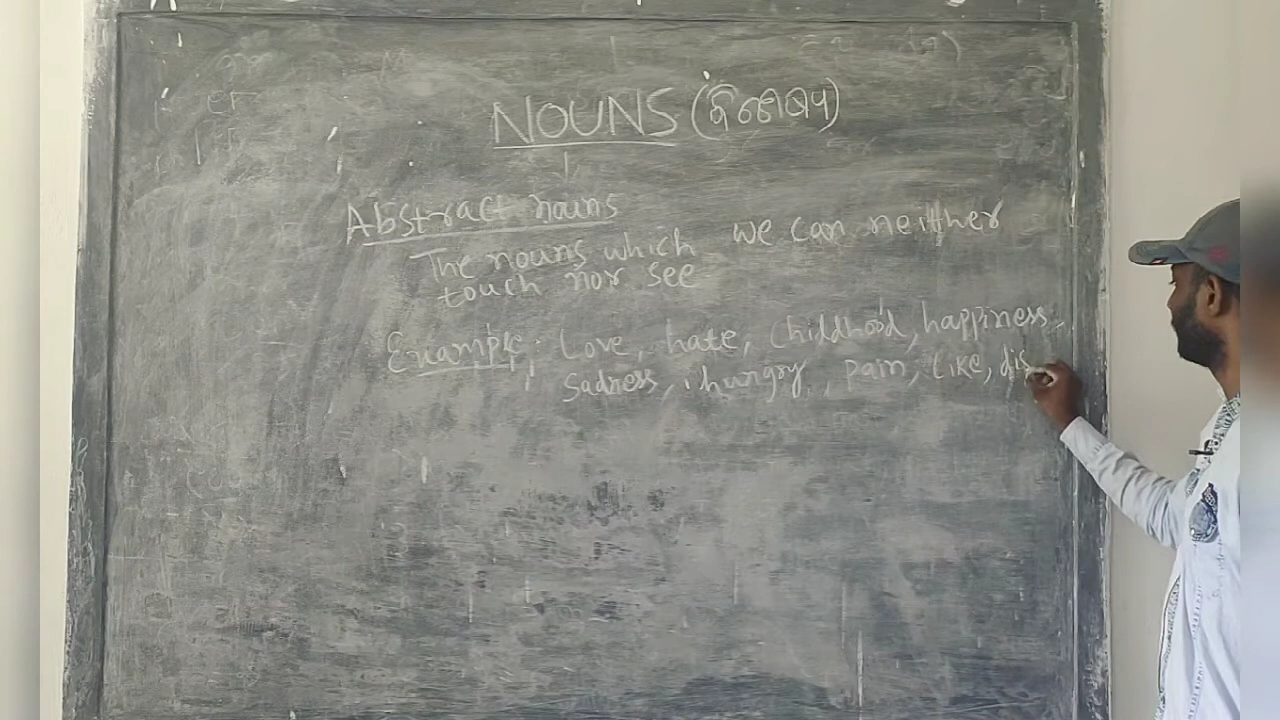 NOUNS (ବିଶେଷ୍ୟ)
Abstract nouns
The nouns which we can neither
touch nor see
Example: Love, hate, childhood, happiness,
Sadness, hungry, pain, like, dis